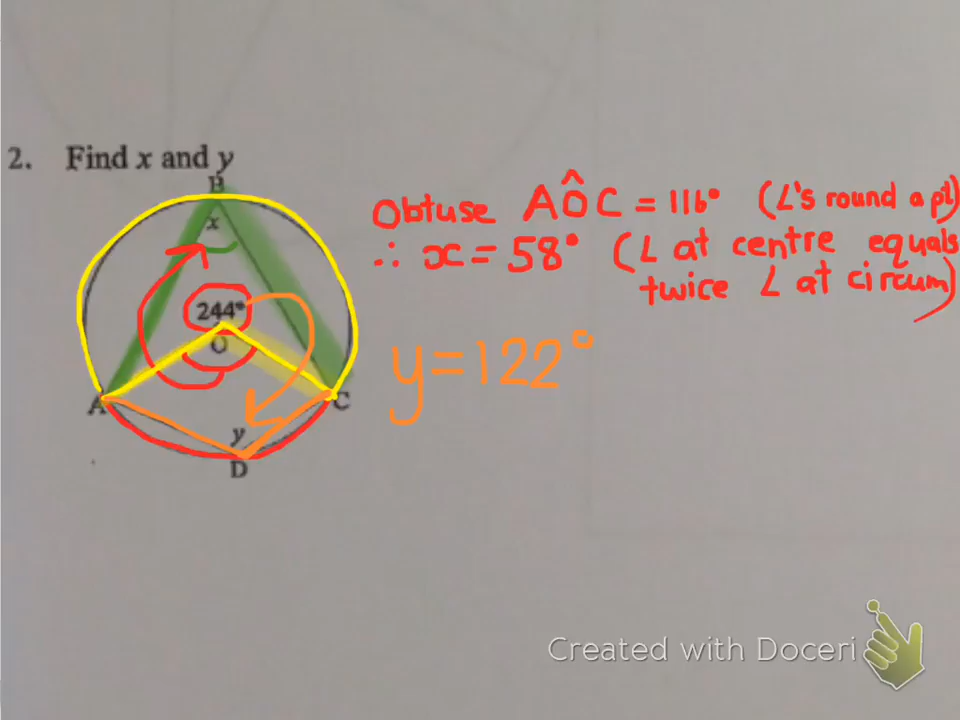 2. Find x and y
B
x
244°
O
A
C
y
D
Obtuse AÔC = 116° (L's round a pt)
∴ x = 58° (L at centre equals
twice L at circum)
y = 122°
Created with Doceri